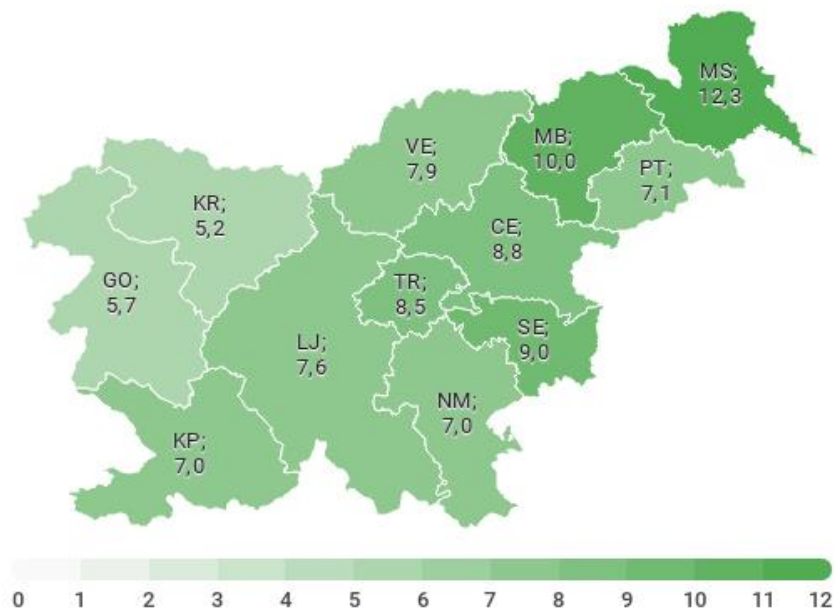 MS;
12,3
VE;
7,9
MB;
10,0
PT;
7,1
KR;
5,2
CE;
8,8
GO;
5,7
TR;
8,5
LJ;
7,6
SE;
9,0
NM;
7,0
KP;
7,0
0 1 2 3 4 5 6 7 8 9 10 11 12